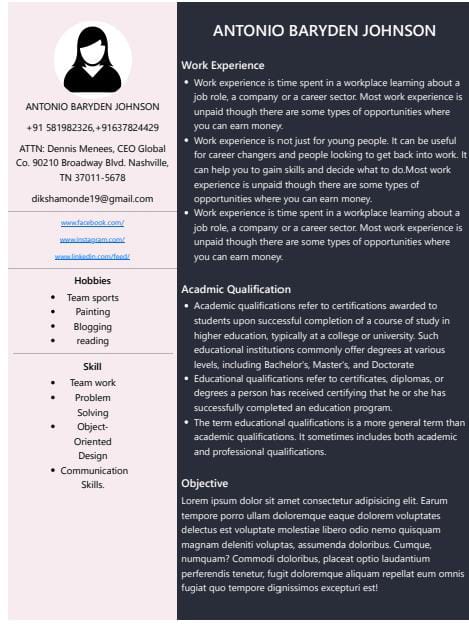 ANTONIO BARYDEN JOHNSON
+91 581982326,+91637824429
ATTN: Dennis Menees, CEO Global
Co. 90210 Broadway Blvd. Nashville,
TN 37011-5678
dikshamonde19@gmail.com
www.facebook.com/
www.instagram.com/
www.linkedin.com/feed/
Hobbies
• Team sports
• Painting
• Blogging
• reading
Skill
• Team work
• Problem
Solving
• Object-
Oriented
Design
• Communication
Skills.
ANTONIO BARYDEN JOHNSON
Work Experience
• Work experience is time spent in a workplace learning about a
job role, a company or a career sector. Most work experience is
unpaid though there are some types of opportunities where
you can earn money.
• Work experience is not just for young people. It can be useful
for career changers and people looking to get back into work. It
can help you to gain skills and decide what to do.Most work
experience is unpaid though there are some types of
opportunities where you can earn money.
• Work experience is time spent in a workplace learning about a
job role, a company or a career sector. Most work experience is
unpaid though there are some types of opportunities where
you can earn money.
Acadmic Qualification
• Academic qualifications refer to certifications awarded to
students upon successful completion of a course of study in
higher education, typically at a college or university. Such
educational institutions commonly offer degrees at various
levels, including Bachelor's, Master's, and Doctorate
• Educational qualifications refer to certificates, diplomas, or
degrees a person has received certifying that he or she has
successfully completed an education program.
• The term educational qualifications is a more general term than
academic qualifications. It sometimes includes both academic
and professional qualifications.
Objective
Lorem ipsum dolor sit amet consectetur adipisicing elit. Earum
tempore porro ullam doloremque eaque dolorem voluptates
delectus est voluptate molestiae libero odio nemo quisquam
magnam deleniti voluptas, assumenda doloribus. Cumque,
numquam? Commodi doloribus, placeat optio laudantium
perferendis tenetur, fugit doloremque aliquam repellat eum omnis
fugiat quo tempore dignissimos excepturi est!